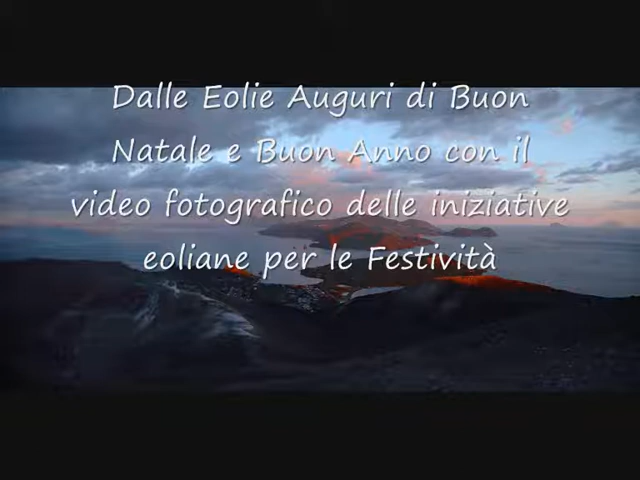 Dalle Eolie Auguri di Buon
Natale e Buon Anno con il
video fotografico delle iniziative
eoliane per le Festività